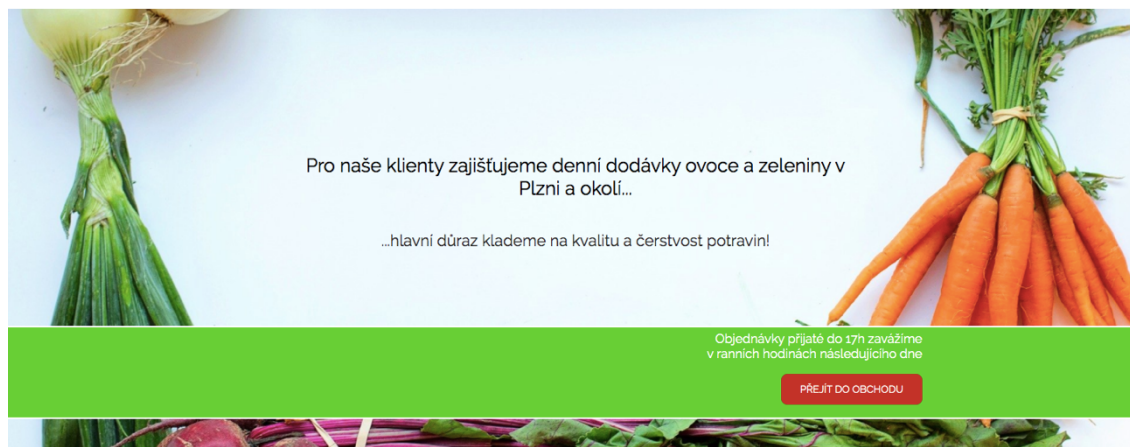 Pro naše klienty zajišťujeme denní dodávky ovoce a zeleniny v
Plzni a okolí...
...hlavní důraz klademe na kvalitu a čerstvost potravin!
Objednávky přijaté do 17h zavážíme
v ranních hodinách následujícího dne
PŘEJÍT DO OBCHODU